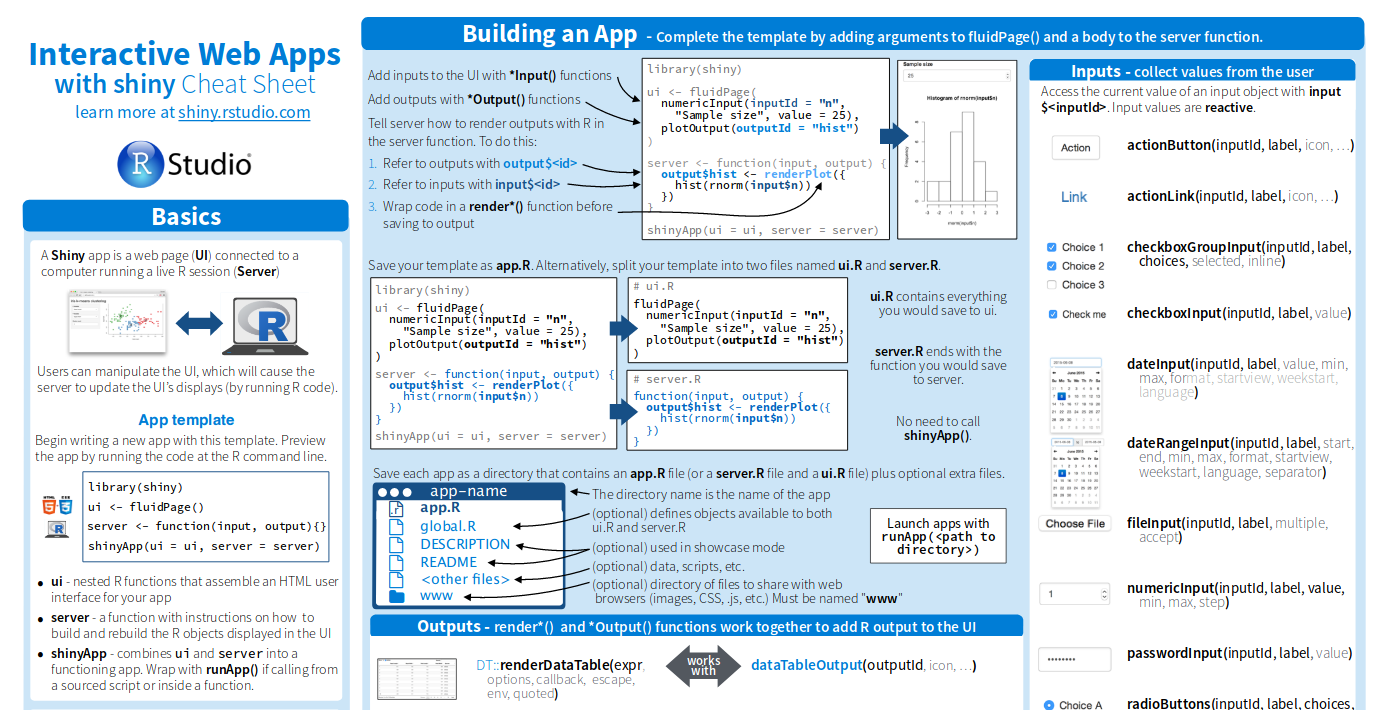 Interactive Web Apps
with shiny Cheat Sheet
learn more at shiny.rstudio.com
R Studio
Basics
A Shiny app is a web page (UI) connected to a
computer running a live R session (Server)
R
Users can manipulate the UI, which will cause the
server to update the UI's displays (by running R code).
App template
Begin writing a new app with this template. Preview
the app by running the code at the R command line.
HTML
CSS
library(shiny)
ui <- fluidPage()
server <- function(input, output){}
shinyApp(ui = ui, server = server)
• ui - nested R functions that assemble an HTML user
interface for your app
• server - a function with instructions on how to
build and rebuild the R objects displayed in the UI
• shinyApp - combines ui and server into a
functioning app. Wrap with runApp() if calling from
a sourced script or inside a function.
Building an App - Complete the template by adding arguments to fluidPage() and a body to the server function.
Add inputs to the UI with *Input() functions
Add outputs with *Output() functions
Tell server how to render outputs with R in
the server function. To do this:
1. Refer to outputs with output$<id>
2. Refer to inputs with input$<id>
3. Wrap code in a render*() function before
saving to output
library(shiny)
ui <- fluidPage(
numericInput(inputId = "n",
"Sample size", value = 25),
plotOutput(outputId = "hist")
)
server <- function(input, output) {
output$hist <- renderPlot({
hist(rnorm(input$n))
})
}
shinyApp(ui = ui, server = server)
Sample size
25
Histogram of rnorm(input$n)
Frequency
0 2 4 6 8
-3 -2 -1 0 1 2 3
rnorm(input$n)
Save your template as app.R. Alternatively, split your template into two files named ui.R and server.R.
library(shiny)
ui <- fluidPage(
numericInput(inputId = "n",
"Sample size", value = 25),
plotOutput(outputId = "hist")
)
server <- function(input, output) {
output$hist <- renderPlot({
hist(rnorm(input$n))
})
}
shinyApp(ui = ui, server = server)
# ui.R
fluidPage(
numericInput(inputId = "n",
"Sample size", value = 25),
plotOutput(outputId = "hist")
)
# server.R
function(input, output) {
output$hist <- renderPlot({
hist(rnorm(input$n))
})
}
ui.R contains everything
you would save to ui.
server.R ends with the
function you would save
to server.
No need to call
shinyApp().
Save each app as a directory that contains an app.R file (or a server.R file and a ui.R file) plus optional extra files.
app-name
app.R
global.R
DESCRIPTION
README
<other files>
www
The directory name is the name of the app
(optional) defines objects available to both
ui.R and server.R
(optional) used in showcase mode
(optional) data, scripts, etc.
(optional) directory of files to share with web
browsers (images, CSS, .js, etc.) Must be named "www"
Launch apps with
runApp(<path to
directory>)
Outputs - render*() and *Output() functions work together to add R output to the UI
DT::renderDataTable(expr,
options, callback, escape,
env, quoted)
works
with
dataTableOutput(outputId, icon, …)
Inputs - collect values from the user
Access the current value of an input object with input
$<inputId>. Input values are reactive.
Action
actionButton(inputId, label, icon, …)
Link
actionLink(inputId, label, icon, …)
Choice 1
Choice 2
Choice 3
checkboxGroupInput(inputId, label,
choices, selected, inline)
Check me
checkboxInput(inputId, label, value)
June 2015
dateInput(inputId, label, value, min,
max, format, startview, weekstart,
language)
June 2015
dateRangeInput(inputId, label, start,
end, min, max, format, startview,
weekstart, language, separator)
Choose File
fileInput(inputId, label, multiple,
accept)
1
numericInput(inputId, label, value,
min, max, step)
passwordInput(inputId, label, value)
Choice A
radioButtons(inputId, label, choices,